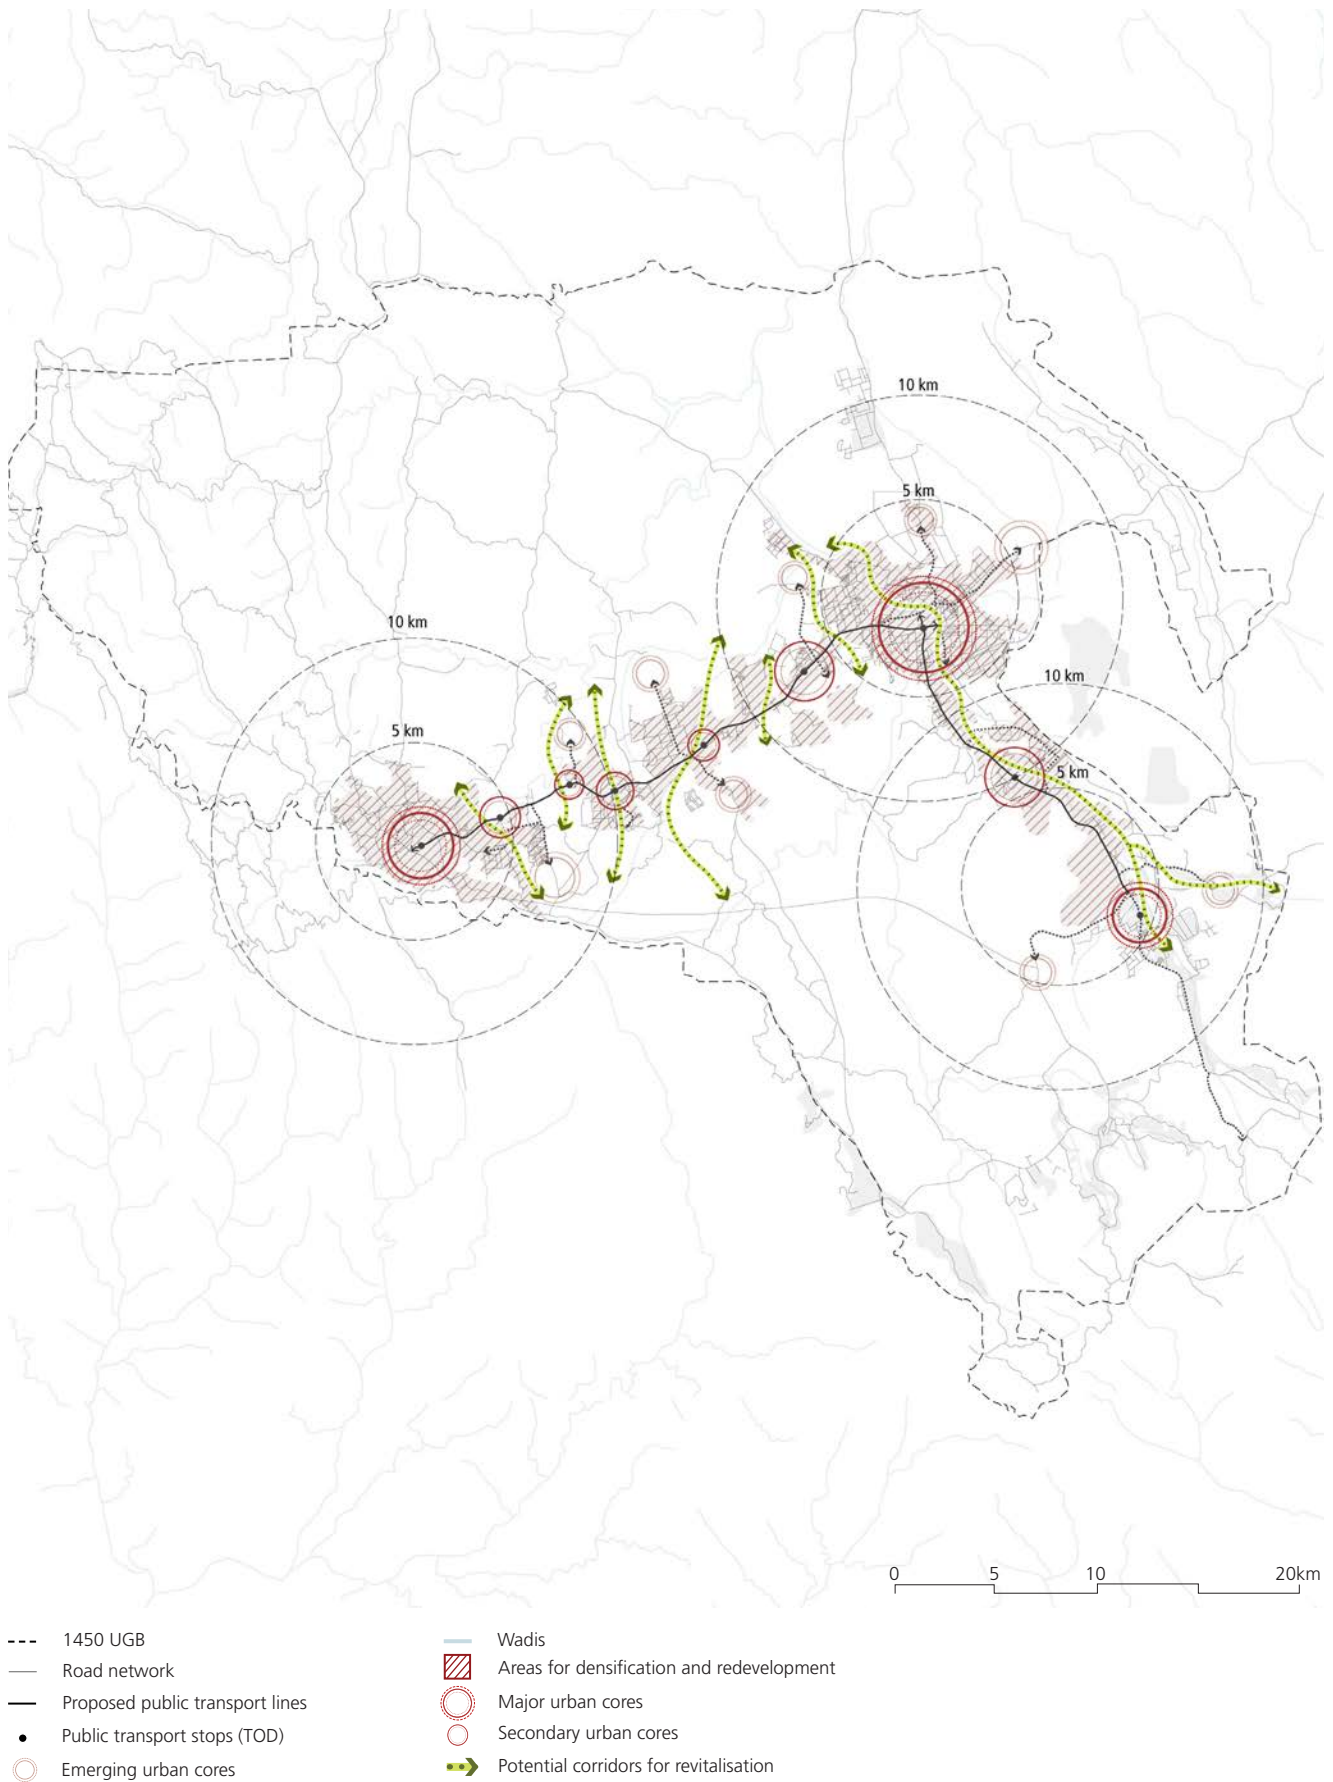 10 km
5 km
10 km
10 km
5 km
5 km
0 5 10 20km
1450 UGB
Road network
Proposed public transport lines
Public transport stops (TOD)
Emerging urban cores
Wadis
Areas for densification and redevelopment
Major urban cores
Secondary urban cores
Potential corridors for revitalisation